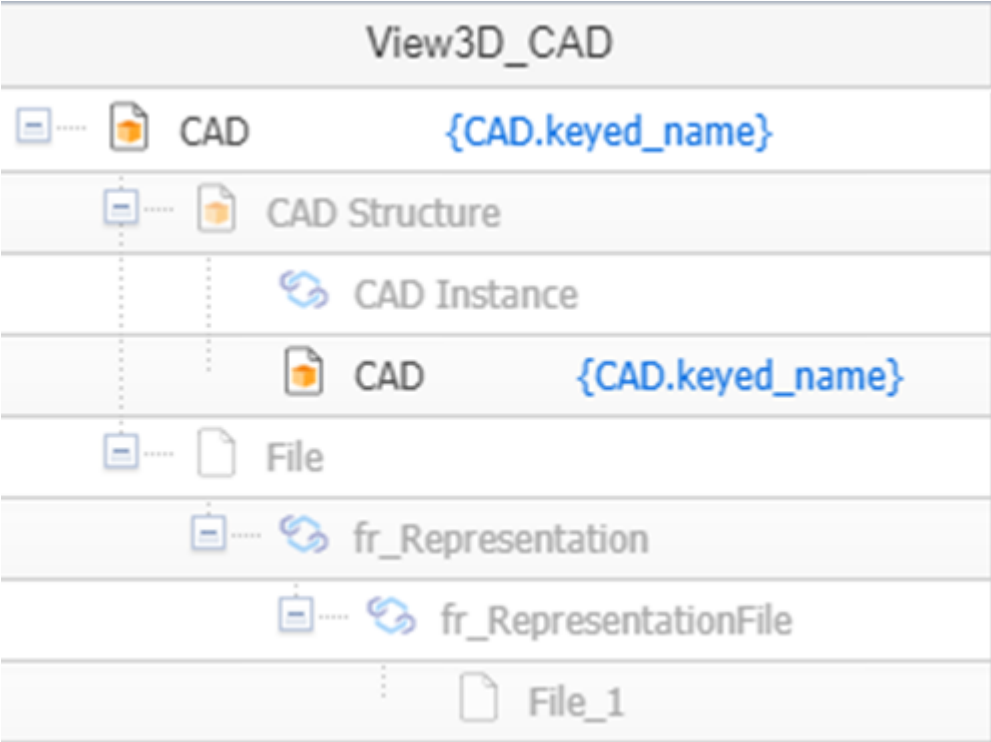 View3D_CAD
CAD {CAD.keyed_name}
CAD Structure
CAD Instance
CAD {CAD.keyed_name}
File
fr_Representation
fr_RepresentationFile
File_1